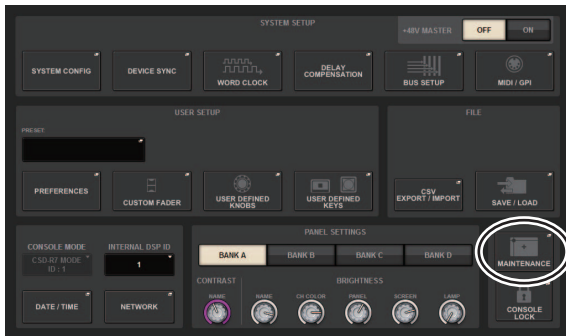 SYSTEM SETUP
+48V MASTER
OFF
ON
SYSTEM CONFIG
DEVICE SYNC
WORD CLOCK
DELAY
COMPENSATION
BUS SETUP
MIDI / GPI
USER SETUP
PRESET
PREFERENCES
CUSTOM FADER
USER DEFINED
KNOBS
USER DEFINED
KEYS
FILE
CSV
EXPORT / IMPORT
SAVE / LOAD
CONSOLE MODE
CSD-R7 MODE
ID : 1
INTERNAL DSP ID
1
DATE / TIME
NETWORK
PANEL SETTINGS
BANK A
BANK B
BANK C
BANK D
CONTRAST
BRIGHTNESS
NAME
NAME
CH COLOR
PANEL
SCREEN
LAMP
MAINTENANCE
CONSOLE
LOCK